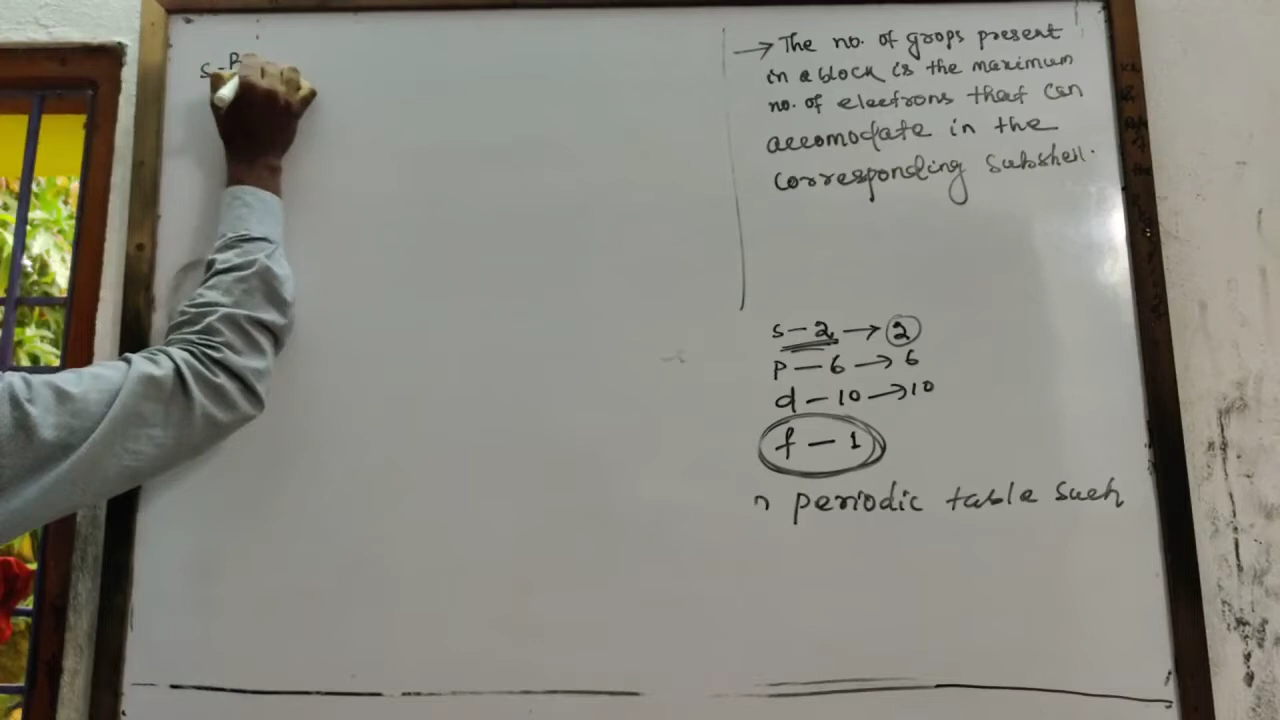 S-B
→ The no. of grops present
in a block is the maximum
no. of electrons that can
accomodate in the
corresponding subshell.
s – 2 → 2
p – 6 → 6
d – 10 → 10
f – 1
periodic table such